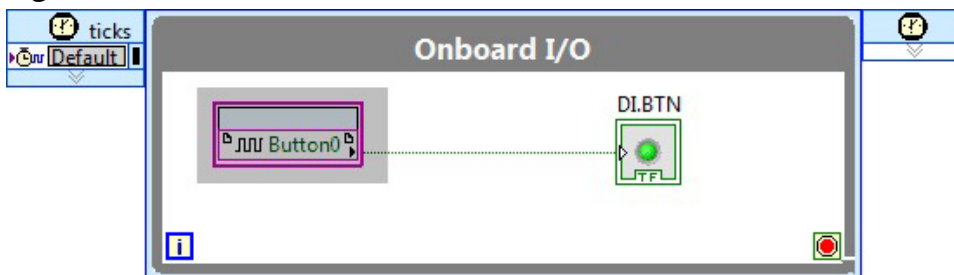 ticks
Default
Onboard I/O
DI.BTN
Button0
TF
i